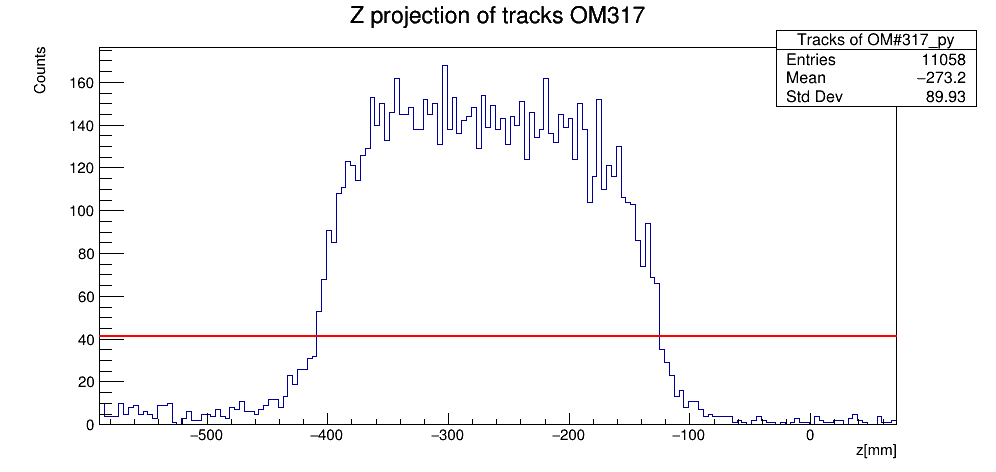 Z projection of tracks OM317
Tracks of OM#317_py
Entries 11058
Mean −273.2
Std Dev 89.93
Counts
160
140
120
100
80
60
40
20
0
−500 −400 −300 −200 −100 0
z[mm]